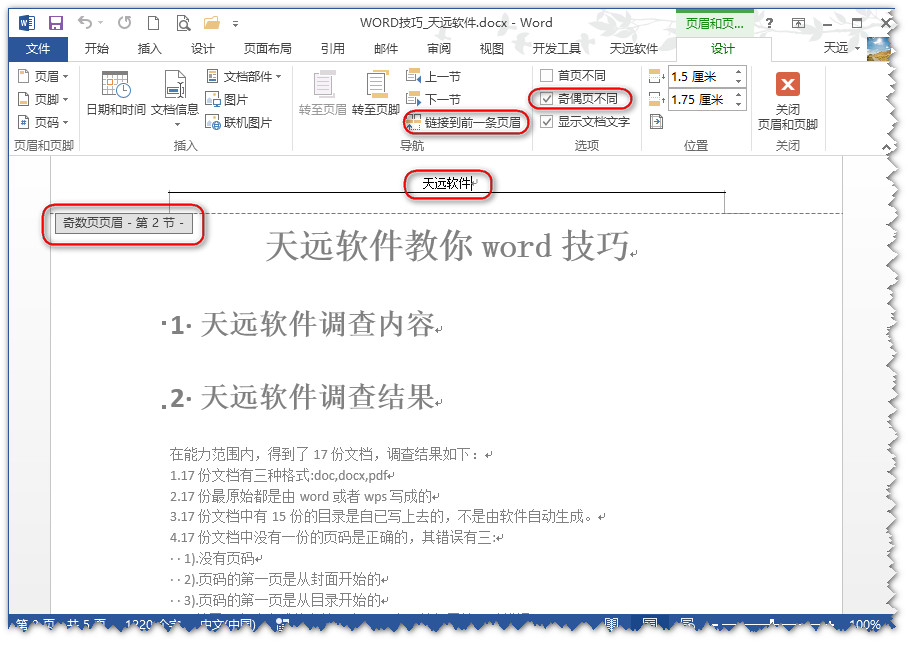 WORD技巧_天远软件.docx - Word
页眉和页...
文件 开始 插入 设计 页面布局 引用 邮件 审阅 视图 开发工具 天远软件 设计 天远
页眉 文档部件 上一节 首页不同 1.5 厘米
页脚 日期和时间 文档信息 图片 转至页眉 转至页脚 下一节 奇偶页不同 1.75 厘米 关闭
页码 联机图片 链接到前一条页眉 显示文档文字 页眉和页脚
页眉和页脚 插入 导航 选项 位置 关闭
天远软件
奇数页页眉 - 第 2 节 -
天远软件教你 word 技巧
1 天远软件调查内容
2 天远软件调查结果
在能力范围内，得到了 17 份文档，调查结果如下：
1.17 份文档有三种格式:doc,docx,pdf
2.17 份最原始都是由 word 或者 wps 写成的
3.17 份文档中有 15 份的目录是自已写上去的，不是由软件自动生成。
4.17 份文档中没有一份的页码是正确的，其错误有三:
1).没有页码
2).页码的第一页是从封面开始的
3).页码的第一页是从目录开始的
共 5 页 1220 个字 中文(中国) 100%